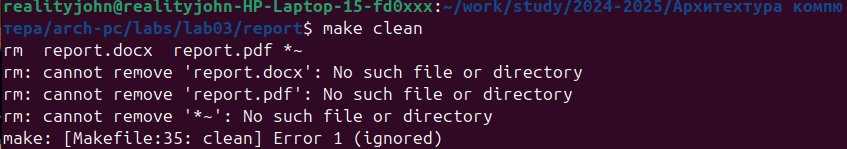 realityjohn@realityjohn-HP-Laptop-15-fd0xxx:~/work/study/2024-2025/Архитехтура компю
тера/arch-pc/labs/lab03/report$ make clean
rm  report.docx  report.pdf *~
rm: cannot remove 'report.docx': No such file or directory
rm: cannot remove 'report.pdf': No such file or directory
rm: cannot remove '*~': No such file or directory
make: [Makefile:35: clean] Error 1 (ignored)